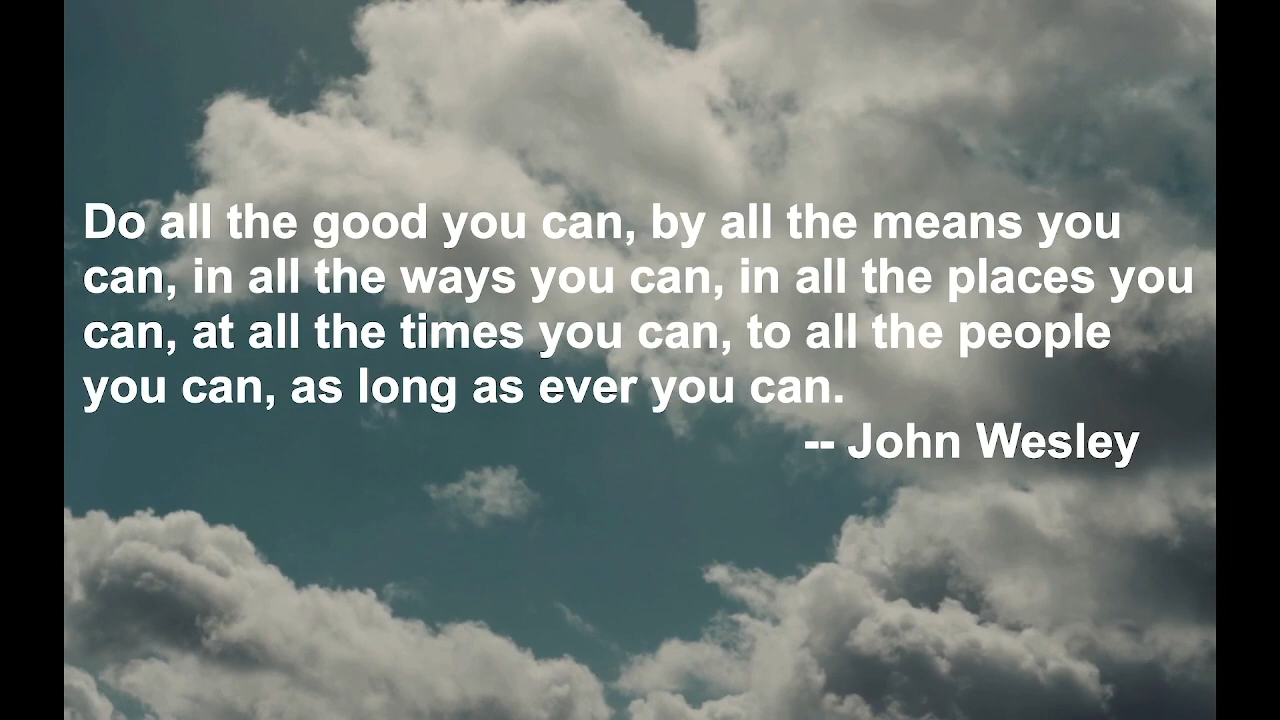 Do all the good you can, by all the means you
can, in all the ways you can, in all the places you
can, at all the times you can, to all the people
you can, as long as ever you can.
-- John Wesley